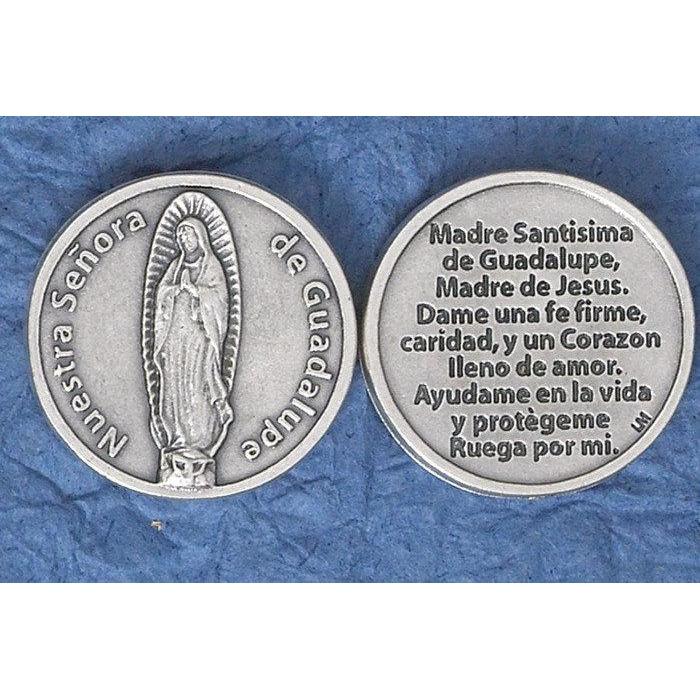 Nuestra Señora de Guadalupe
Madre Santisima
de Guadalupe,
Madre de Jesus.
Dame una fe firme,
caridad, y un Corazon
lleno de amor.
Ayudame en la vida
y protègeme
Ruega por mi.
LM